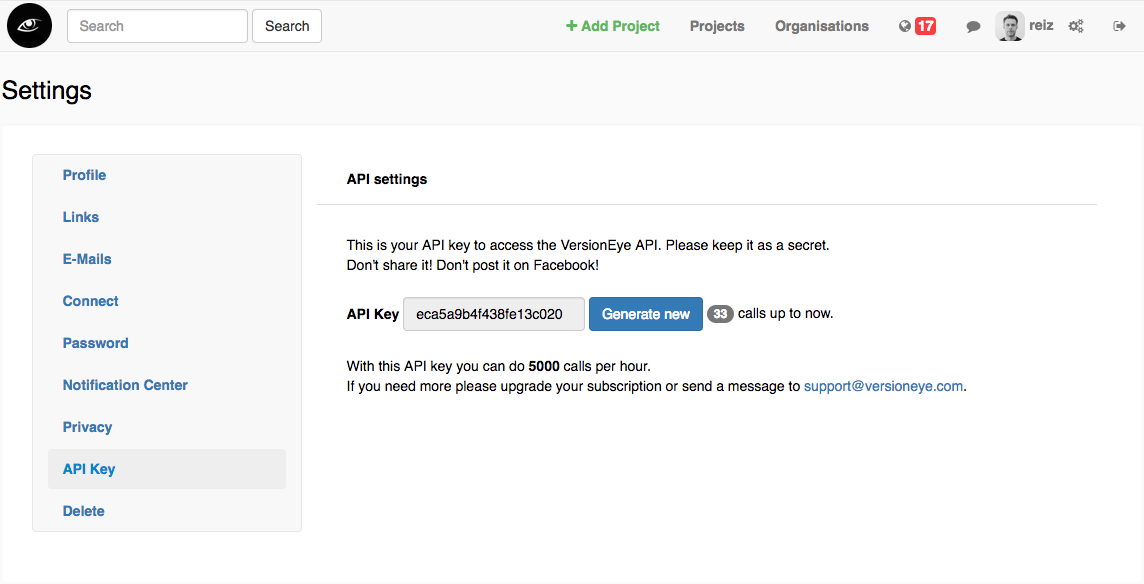 Search
Search
Add Project
Projects
Organisations
17
reiz
Settings
Profile
Links
E-Mails
Connect
Password
Notification Center
Privacy
API Key
Delete
API settings
This is your API key to access the VersionEye API. Please keep it as a secret.
Don't share it! Don't post it on Facebook!
API Key eca5a9b4f438fe13c020 Generate new 33 calls up to now.
With this API key you can do 5000 calls per hour.
If you need more please upgrade your subscription or send a message to support@versioneye.com.